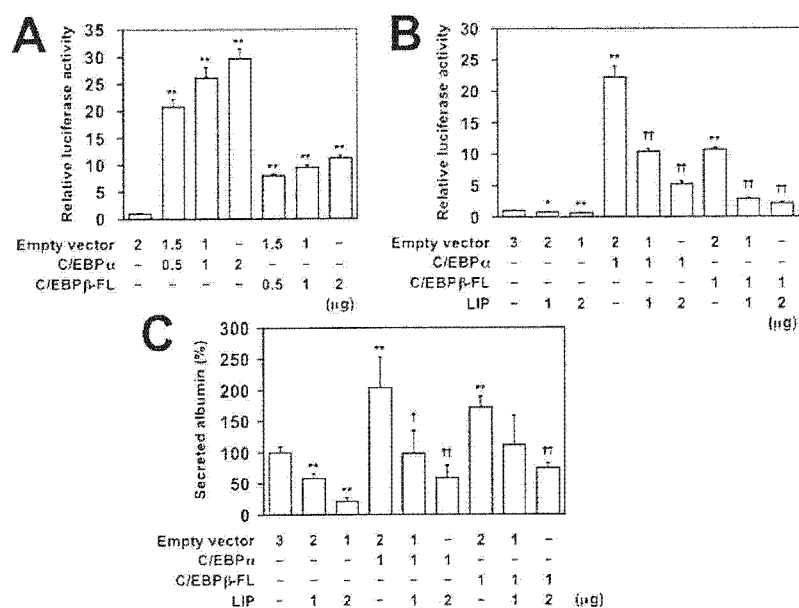 A
Relative luciferase activity
35
30
25
20
15
10
5
0
** ** ** ** ** **
Empty vector 2 1.5 1 – 1.5 1 –
C/EBPα – 0.5 1 2 – – –
C/EBPβ-FL – – – – 0.5 1 2
(µg)
B
Relative luciferase activity
30
25
20
15
10
5
0
* ** ** †† †† ** †† ††
Empty vector 3 2 1 2 1 – 2 1 –
C/EBPα – – – 1 1 1 – – –
C/EBPβ-FL – – – – – – 1 1 1
LIP – 1 2 – 1 2 – 1 2
(µg)
C
Secreted albumin (%)
300
250
200
150
100
50
0
** ** ** † †† ** ††
Empty vector 3 2 1 2 1 – 2 1 –
C/EBPα – – – 1 1 1 – – –
C/EBPβ-FL – – – – – – 1 1 1
LIP – 1 2 – 1 2 – 1 2 (µg)